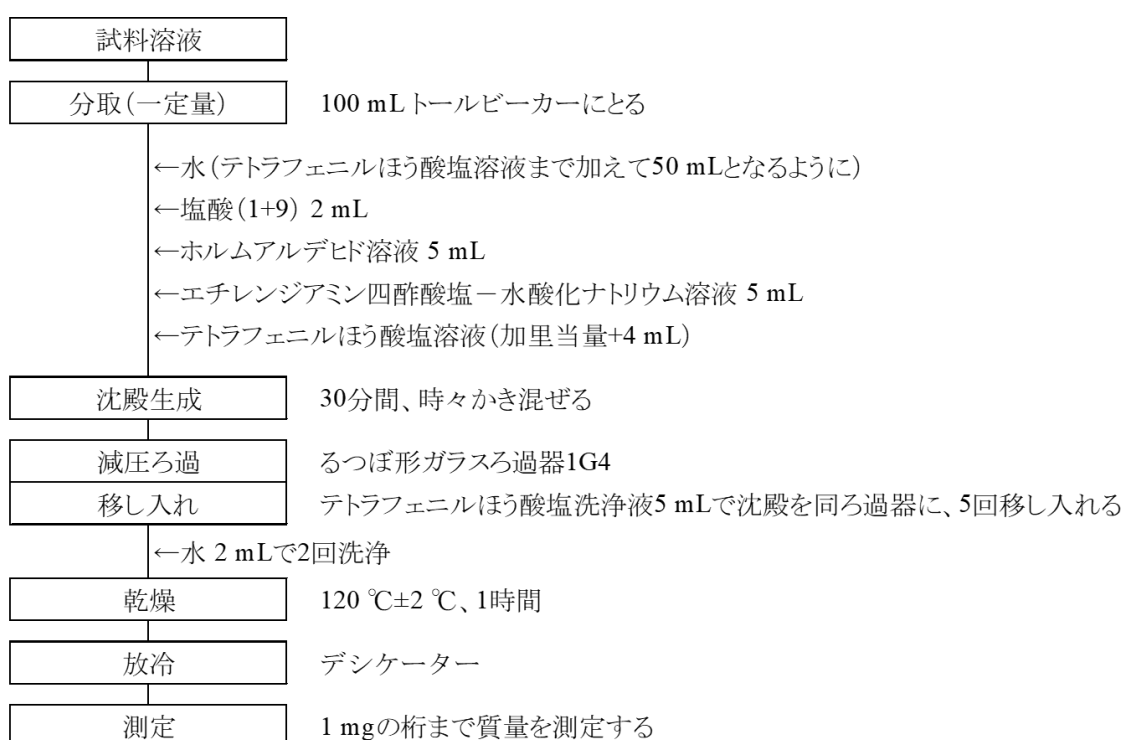 試料溶液
分取(一定量) 100 mL トールビーカーにとる
←水(テトラフェニルほう酸塩溶液まで加えて50 mLとなるように)
←塩酸(1+9) 2 mL
←ホルムアルデヒド溶液 5 mL
←エチレンジアミン四酢酸塩-水酸化ナトリウム溶液 5 mL
←テトラフェニルほう酸塩溶液(加里当量+4 mL)
沈殿生成 30分間、時々かき混ぜる
減圧ろ過 るつぼ形ガラスろ過器1G4
移し入れ テトラフェニルほう酸塩洗浄液5 mLで沈殿を同ろ過器に、5回移し入れる
←水 2 mLで2回洗浄
乾燥 120 ℃±2 ℃、1時間
放冷 デシケーター
測定 1 mgの桁まで質量を測定する